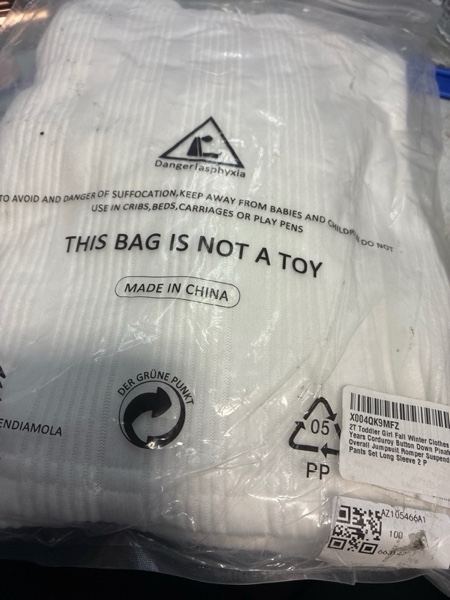 Danger!asphyxia
TO AVOID AND DANGER OF SUFFOCATION,KEEP AWAY FROM BABIES AND CHILD DO NOT
USE IN CRIBS,BEDS,CARRIAGES OR PLAY PENS
THIS BAG IS NOT A TOY
MADE IN CHINA
DER GRÜNE PUNKT
ENDIAMOLA
05
PP
X004QK9MFZ
2T Toddler Girl Fall Winter Clothes
Years Corduroy Button Down
Overall Jumpsuit Romper Suspend
Pants Set Long Sleeve 2 P
AZ105466A1
100